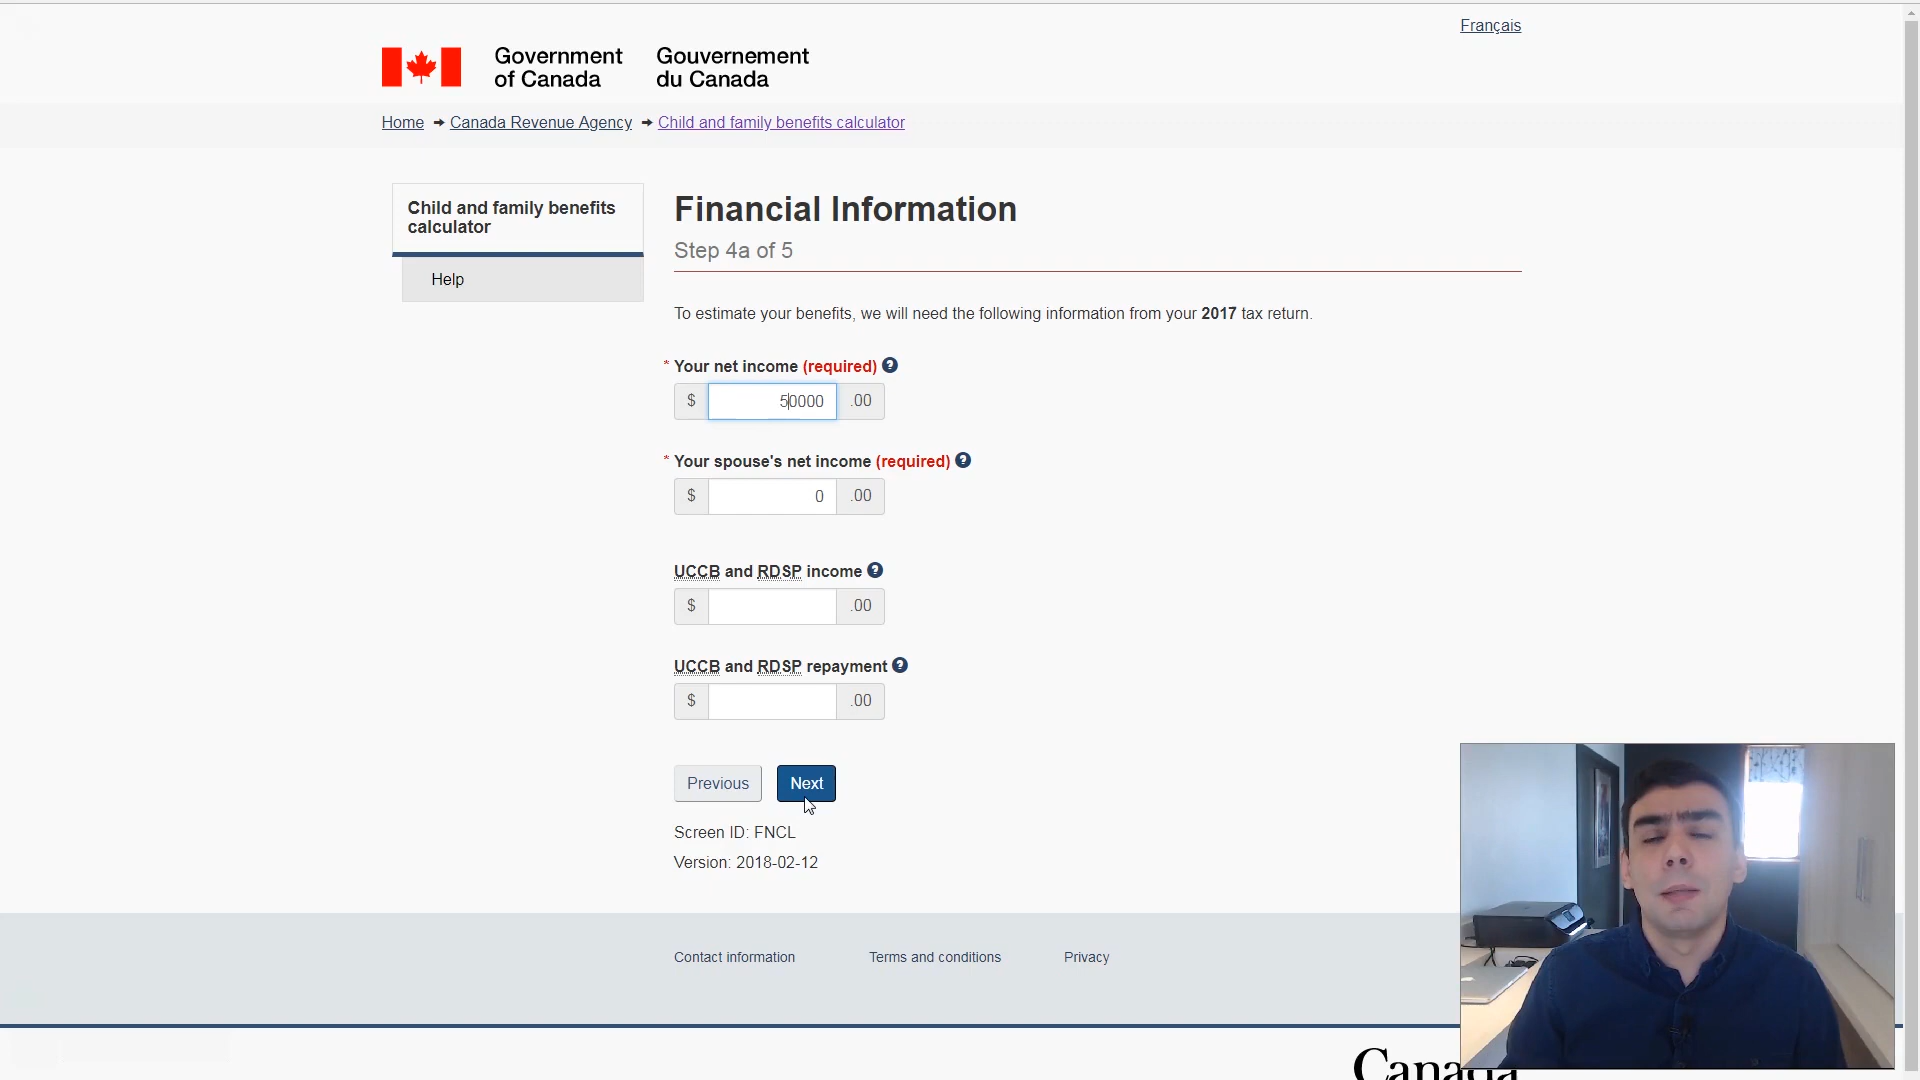 Français
Government
of Canada
Gouvernement
du Canada
Home → Canada Revenue Agency → Child and family benefits calculator
Child and family benefits
calculator
Help
Financial Information
Step 4a of 5
To estimate your benefits, we will need the following information from your 2017 tax return.
* Your net income (required) ?
$ 50000 .00
* Your spouse's net income (required) ?
$ 0 .00
UCCB and RDSP income ?
$ .00
UCCB and RDSP repayment ?
$ .00
Previous Next
Screen ID: FNCL
Version: 2018-02-12
Contact information Terms and conditions Privacy
Canada